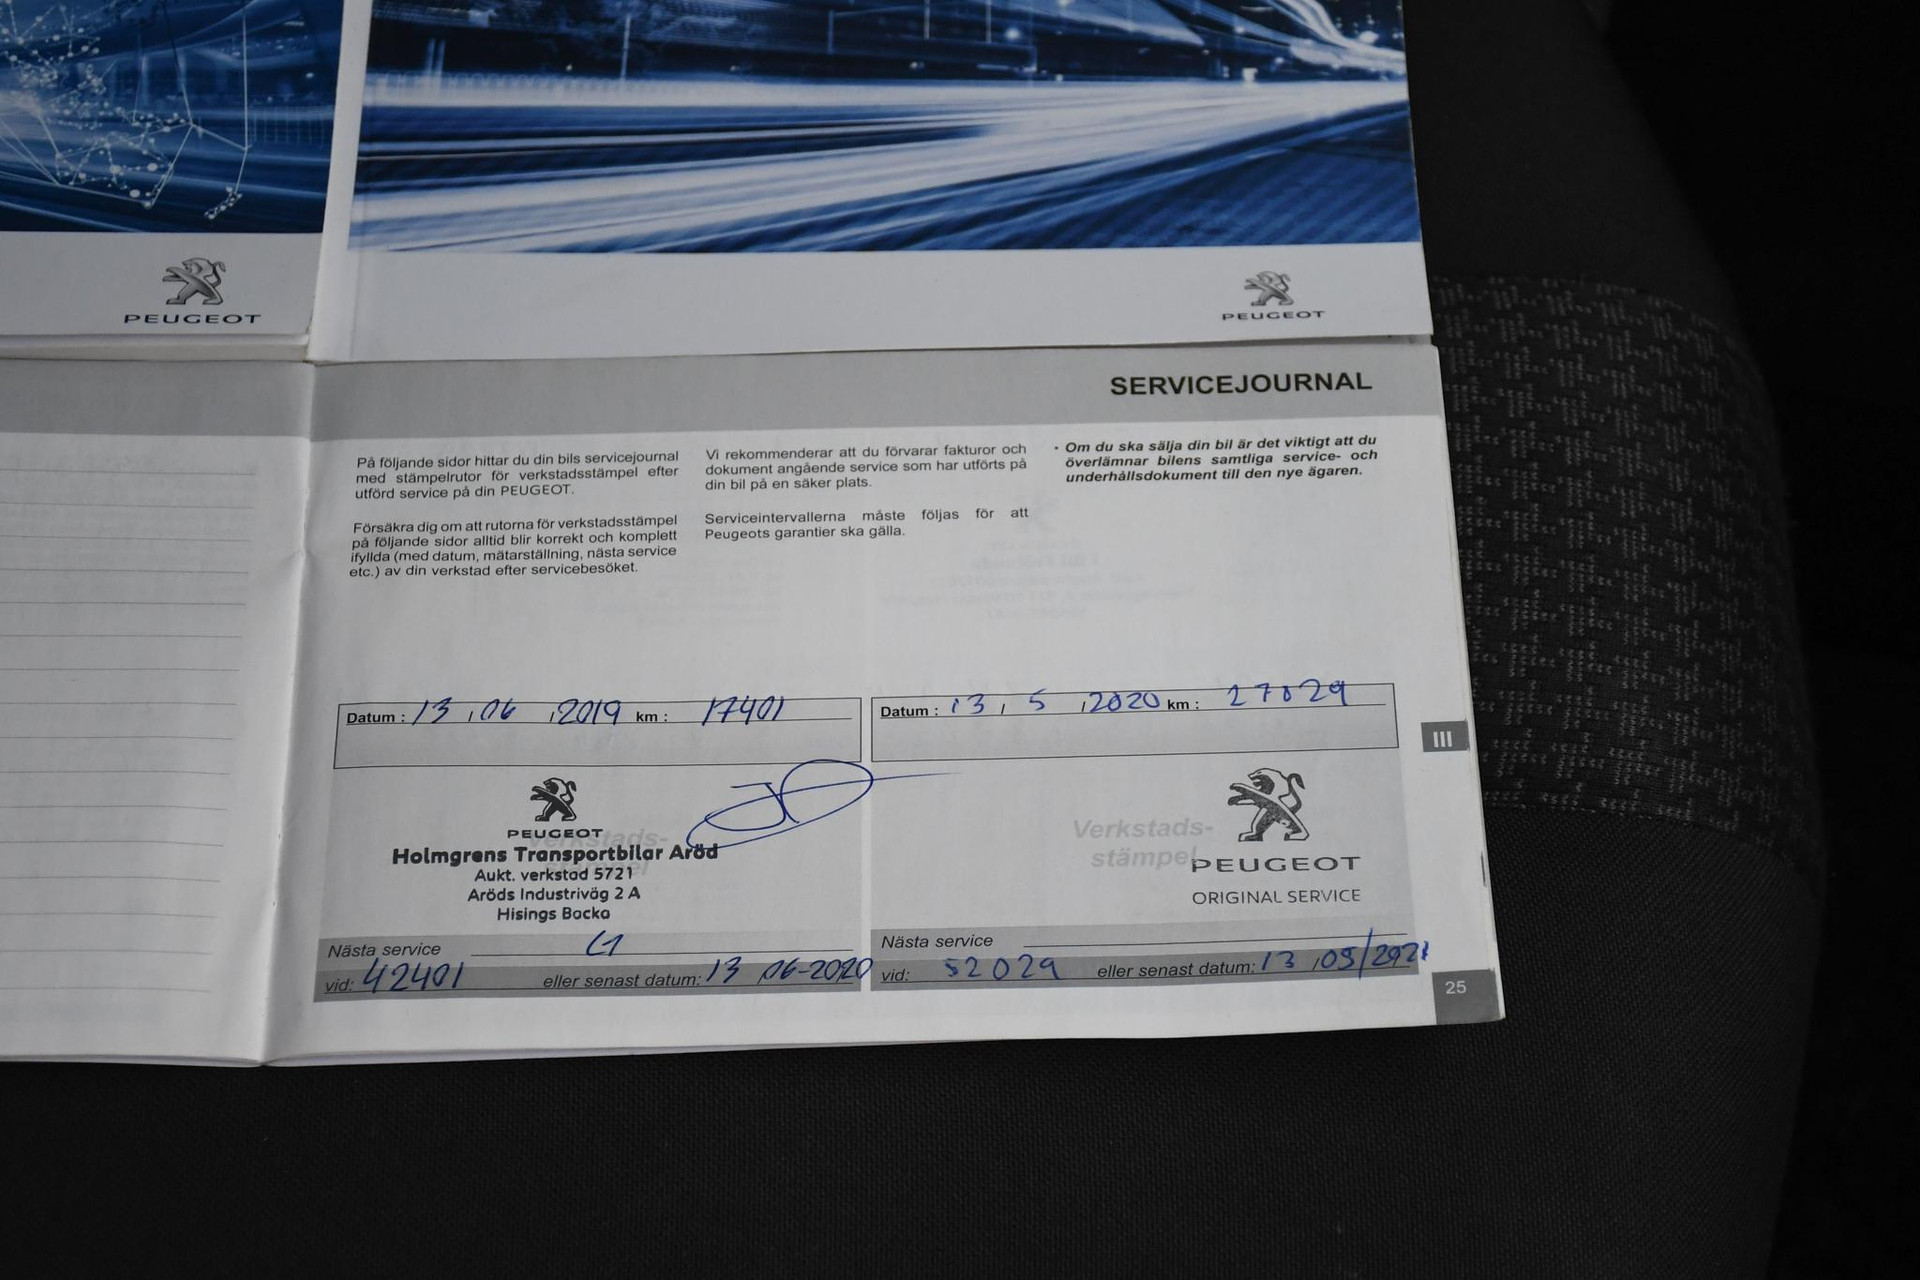 PEUGEOT
PEUGEOT
SERVICEJOURNAL
På följande sidor hittar du din bils servicejournal
med stämpelrutor för verkstadsstämpel efter
utförd service på din PEUGEOT.
Försäkra dig om att rutorna för verkstadsstämpel
på följande sidor alltid blir korrekt och komplett
ifyllda (med datum, mätarställning, nästa service
etc.) av din verkstad efter servicebesöket.
Vi rekommenderar att du förvarar fakturor och
dokument angående service som har utförts på
din bil på en säker plats.
Serviceintervallerna måste följas för att
Peugeots garantier ska gälla.
· Om du ska sälja din bil är det viktigt att du
överlämnar bilens samtliga service- och
underhållsdokument till den nye ägaren.
Datum : 13 / 06 / 2019 km : 17401
PEUGEOT
Holmgrens Transportbilar Aröd
Aukt. verkstad 5721
Aröds Industriväg 2 A
Hisings Backa
Nästa service
vid: 42401 eller senast datum: 13 06-2020
Datum : 13 / 5 / 2020 km : 27029
Verkstads-
stämpel
PEUGEOT
ORIGINAL SERVICE
Nästa service
vid: 52029 eller senast datum: 13 / 05/2021
III
25